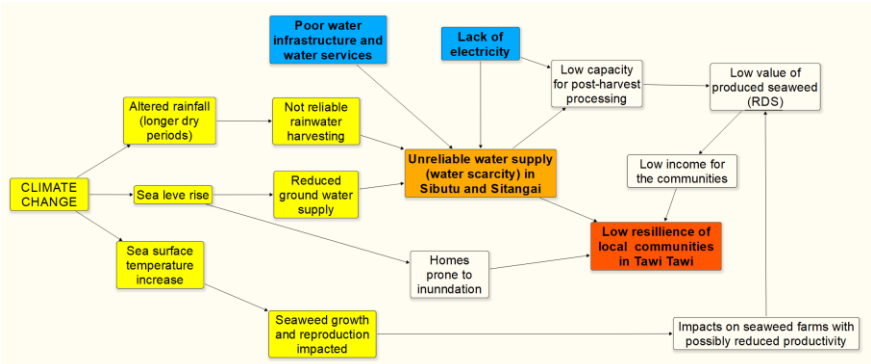 Poor water
infrastructure and
water services
Lack of
electricity
Low capacity
for post-harvest
processing
Low value of
produced seaweed
(RDS)
Altered rainfall
(longer dry
periods)
Not reliable
rainwater
harvesting
Unreliable water supply
(water scarcity) in
Sibutu and Sitangai
Low income for
the communities
CLIMATE
CHANGE
Sea leve rise
Reduced
ground water
supply
Low resillience of
local communities
in Tawi Tawi
Sea surface
temperature
increase
Homes
prone to
inunndation
Seaweed growth
and reproduction
impacted
Impacts on seaweed farms with
possibly reduced productivity